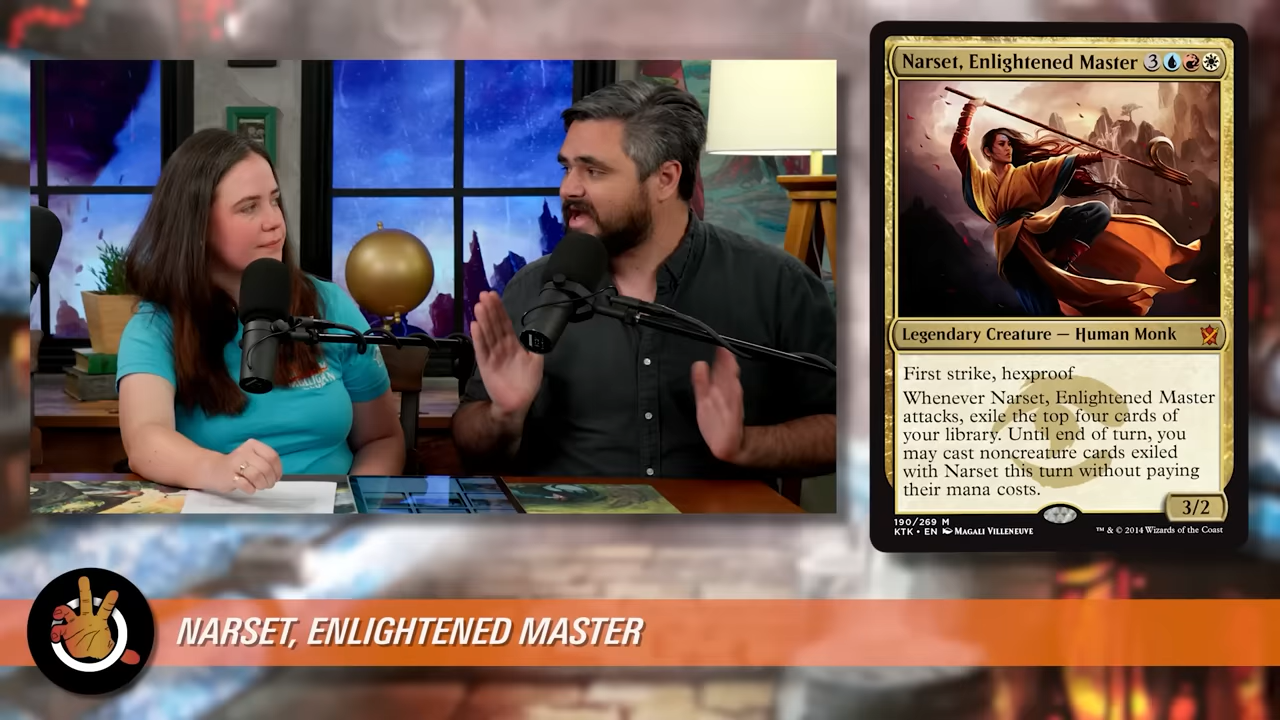 Narset, Enlightened Master 3
Legendary Creature — Human Monk
First strike, hexproof
Whenever Narset, Enlightened Master
attacks, exile the top four cards of
your library. Until end of turn, you
may cast noncreature cards exiled
with Narset this turn without paying
their mana costs.
3/2
190/269 M
KTK • EN Magali Villeneuve
™ & © 2014 Wizards of the Coast
NARSET, ENLIGHTENED MASTER